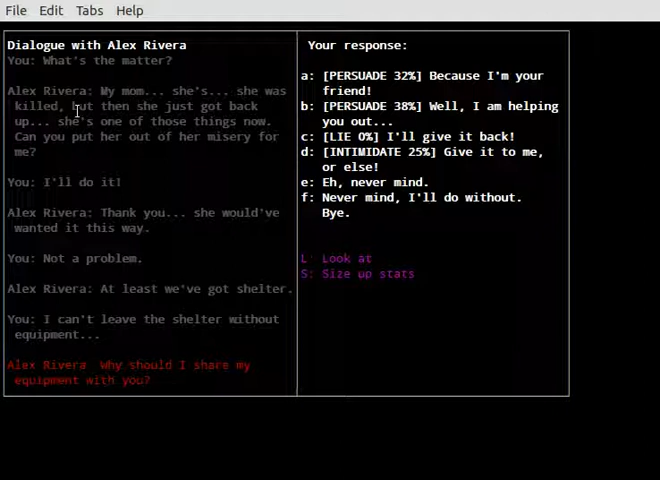 File Edit Tabs Help
Dialogue with Alex Rivera
You: What's the matter?
Alex Rivera: My mom... she's... she was
killed, but then she just got back
up... she's one of those things now.
Can you put her out of her misery for
me?
You: I'll do it!
Alex Rivera: Thank you... she would've
wanted it this way.
You: Not a problem.
Alex Rivera: At least we've got shelter.
You: I can't leave the shelter without
equipment...
Alex Rivera: Why should I share my
equipment with you?
Your response:
a: [PERSUADE 32%] Because I'm your
friend!
b: [PERSUADE 38%] Well, I am helping
you out...
c: [LIE 0%] I'll give it back!
d: [INTIMIDATE 25%] Give it to me,
or else!
e: Eh, never mind.
f: Never mind, I'll do without.
Bye.
L: Look at
S: Size up stats